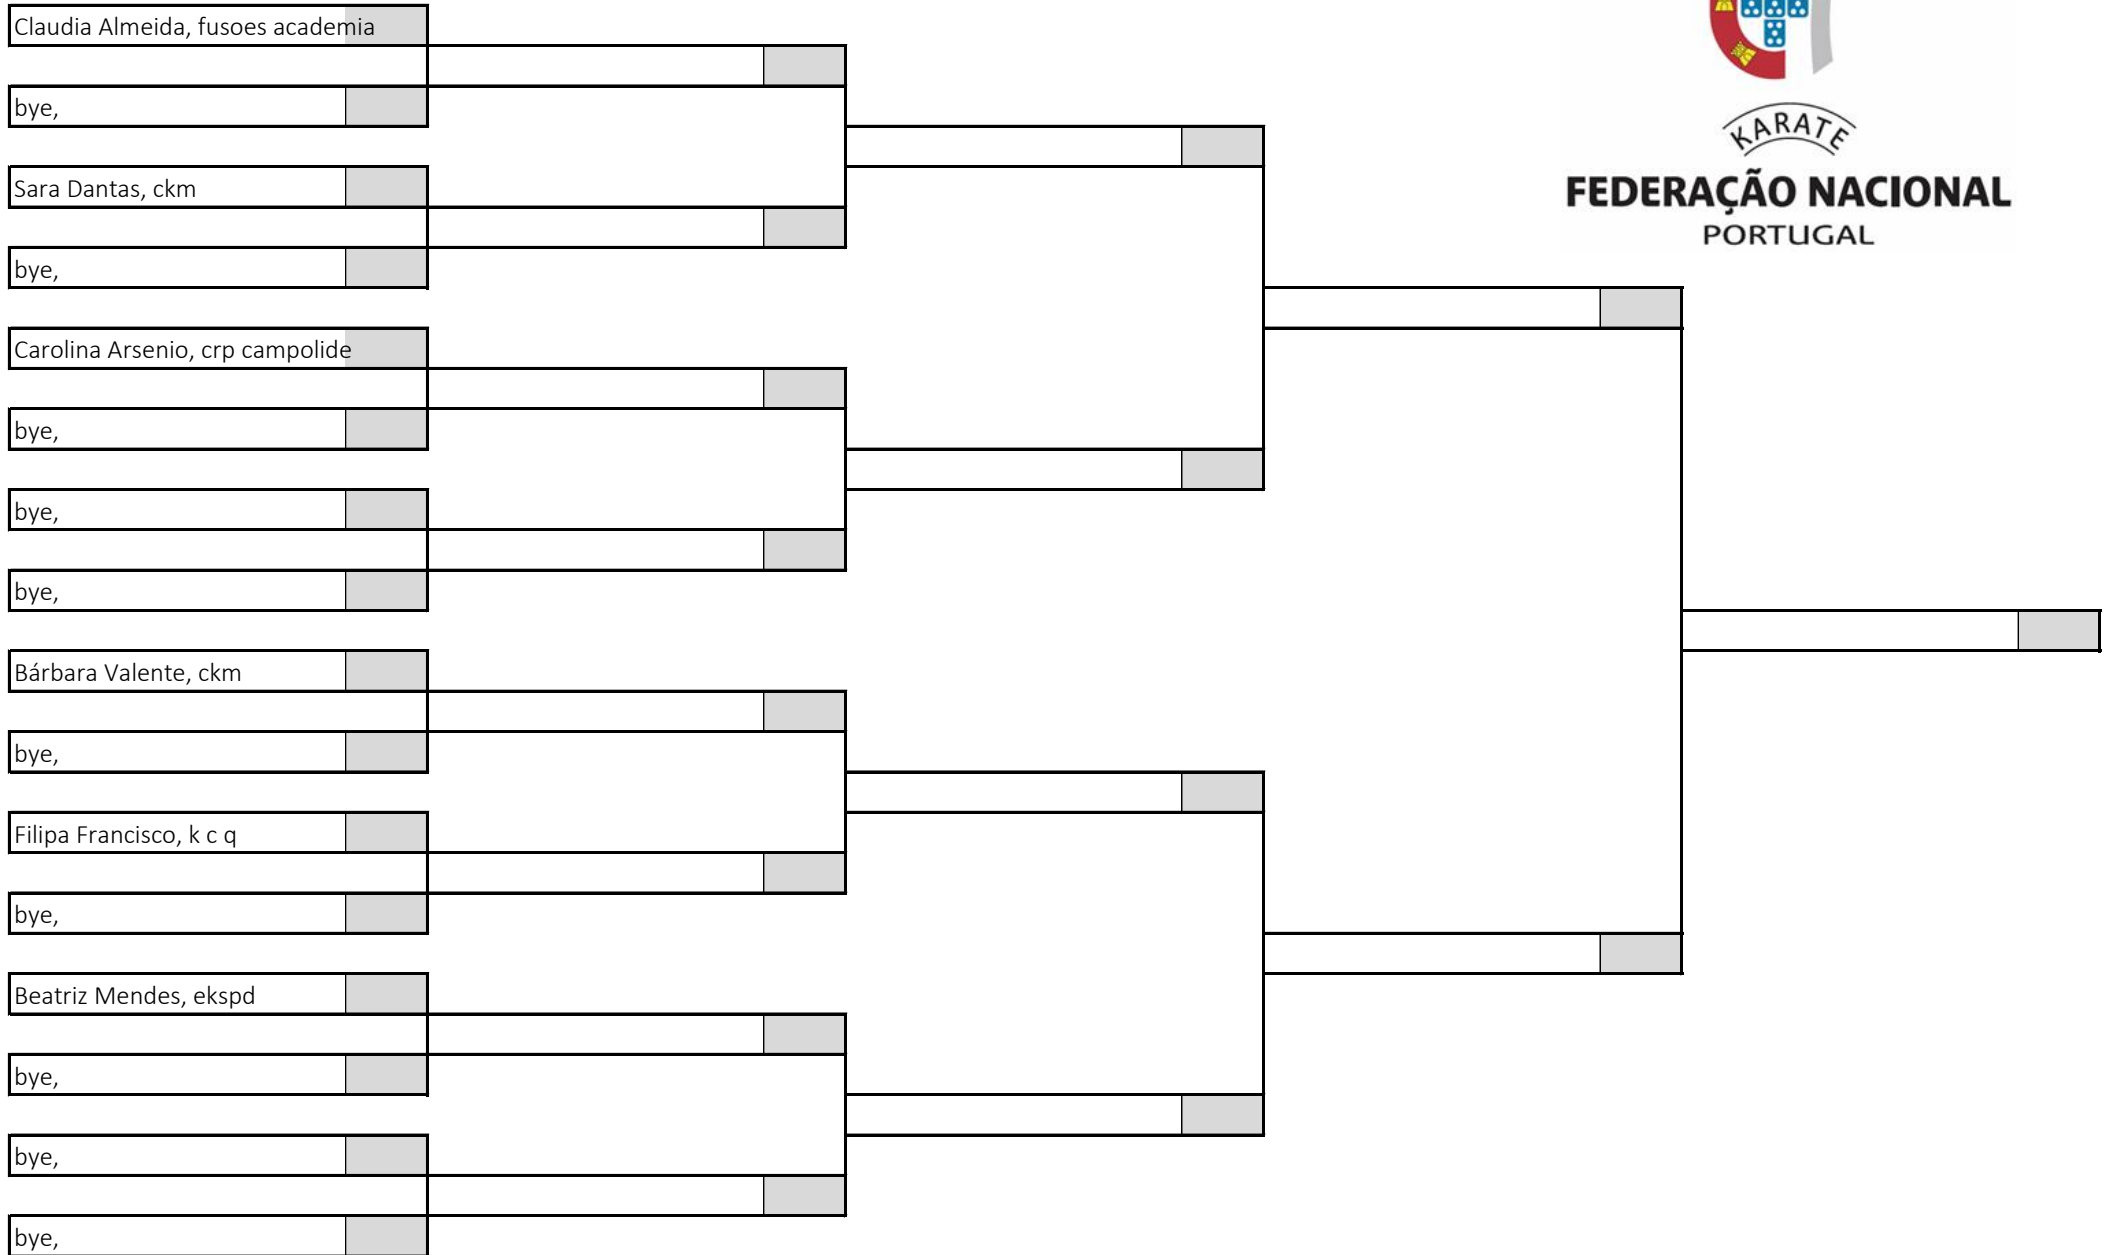 Claudia Almeida, fusoes academia
bye,
Sara Dantas, ckm
bye,
Carolina Arsenio, crp campolide
bye,
bye,
bye,
Bárbara Valente, ckm
bye,
Filipa Francisco, k c q
bye,
Beatriz Mendes, ekspd
bye,
bye,
bye,
KARATE
FEDERAÇÃO NACIONAL
PORTUGAL